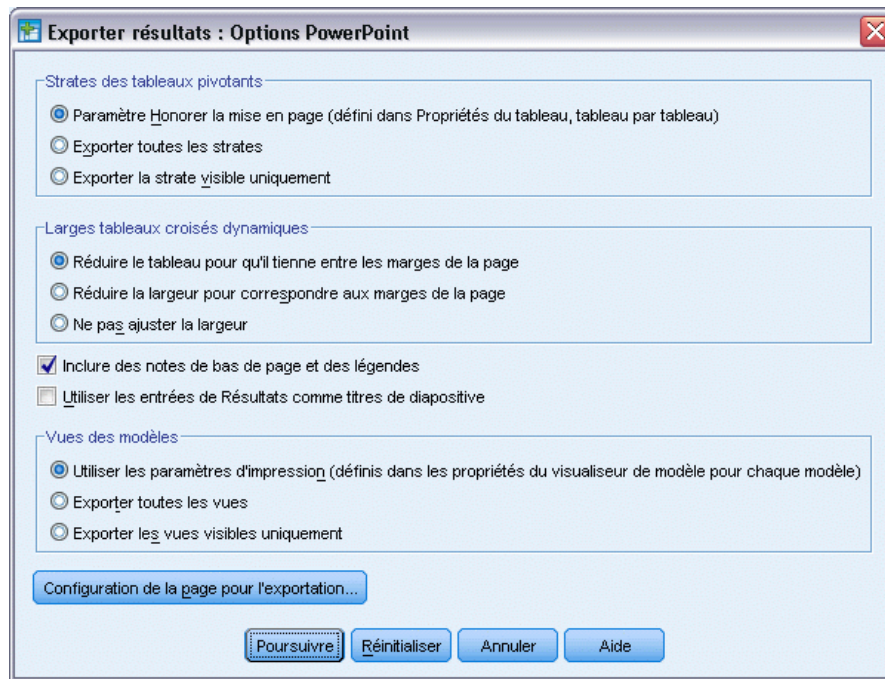 Exporter résultats : Options PowerPoint
Strates des tableaux pivotants
Paramètre Honorer la mise en page (défini dans Propriétés du tableau, tableau par tableau)
Exporter toutes les strates
Exporter la strate visible uniquement
Larges tableaux croisés dynamiques
Réduire le tableau pour qu'il tienne entre les marges de la page
Réduire la largeur pour correspondre aux marges de la page
Ne pas ajuster la largeur
Inclure des notes de bas de page et des légendes
Utiliser les entrées de Résultats comme titres de diapositive
Vues des modèles
Utiliser les paramètres d'impression (définis dans les propriétés du visualiseur de modèle pour chaque modèle)
Exporter toutes les vues
Exporter les vues visibles uniquement
Configuration de la page pour l'exportation...
Poursuivre Réinitialiser Annuler Aide